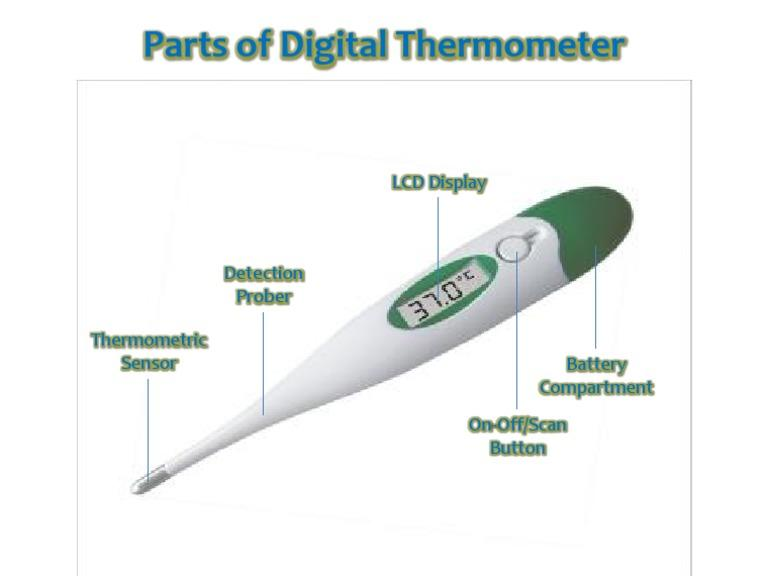 Parts of Digital Thermometer
LCD Display
Detection
Prober
37.0°C
Thermometric
Sensor
Battery
Compartment
On-Off/Scan
Button